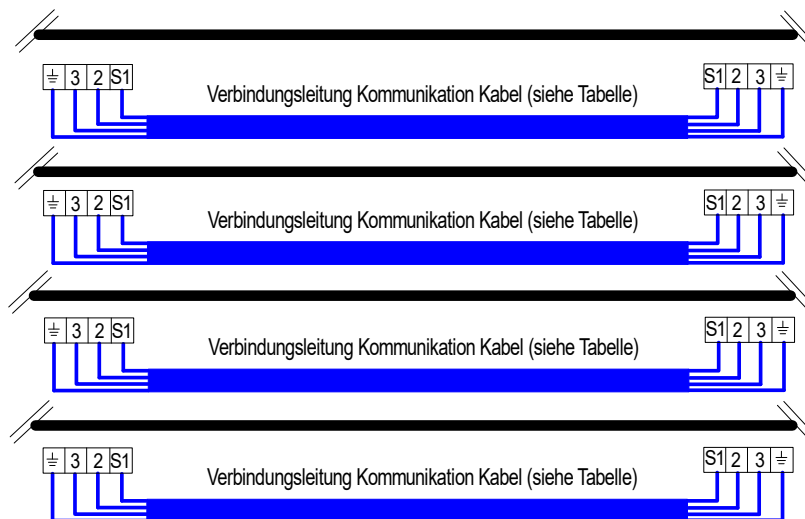 ⏚ 3 2 S1 S1 2 3 ⏚
Verbindungsleitung Kommunikation Kabel (siehe Tabelle)
⏚ 3 2 S1 S1 2 3 ⏚
Verbindungsleitung Kommunikation Kabel (siehe Tabelle)
⏚ 3 2 S1 S1 2 3 ⏚
Verbindungsleitung Kommunikation Kabel (siehe Tabelle)
⏚ 3 2 S1 S1 2 3 ⏚
Verbindungsleitung Kommunikation Kabel (siehe Tabelle)